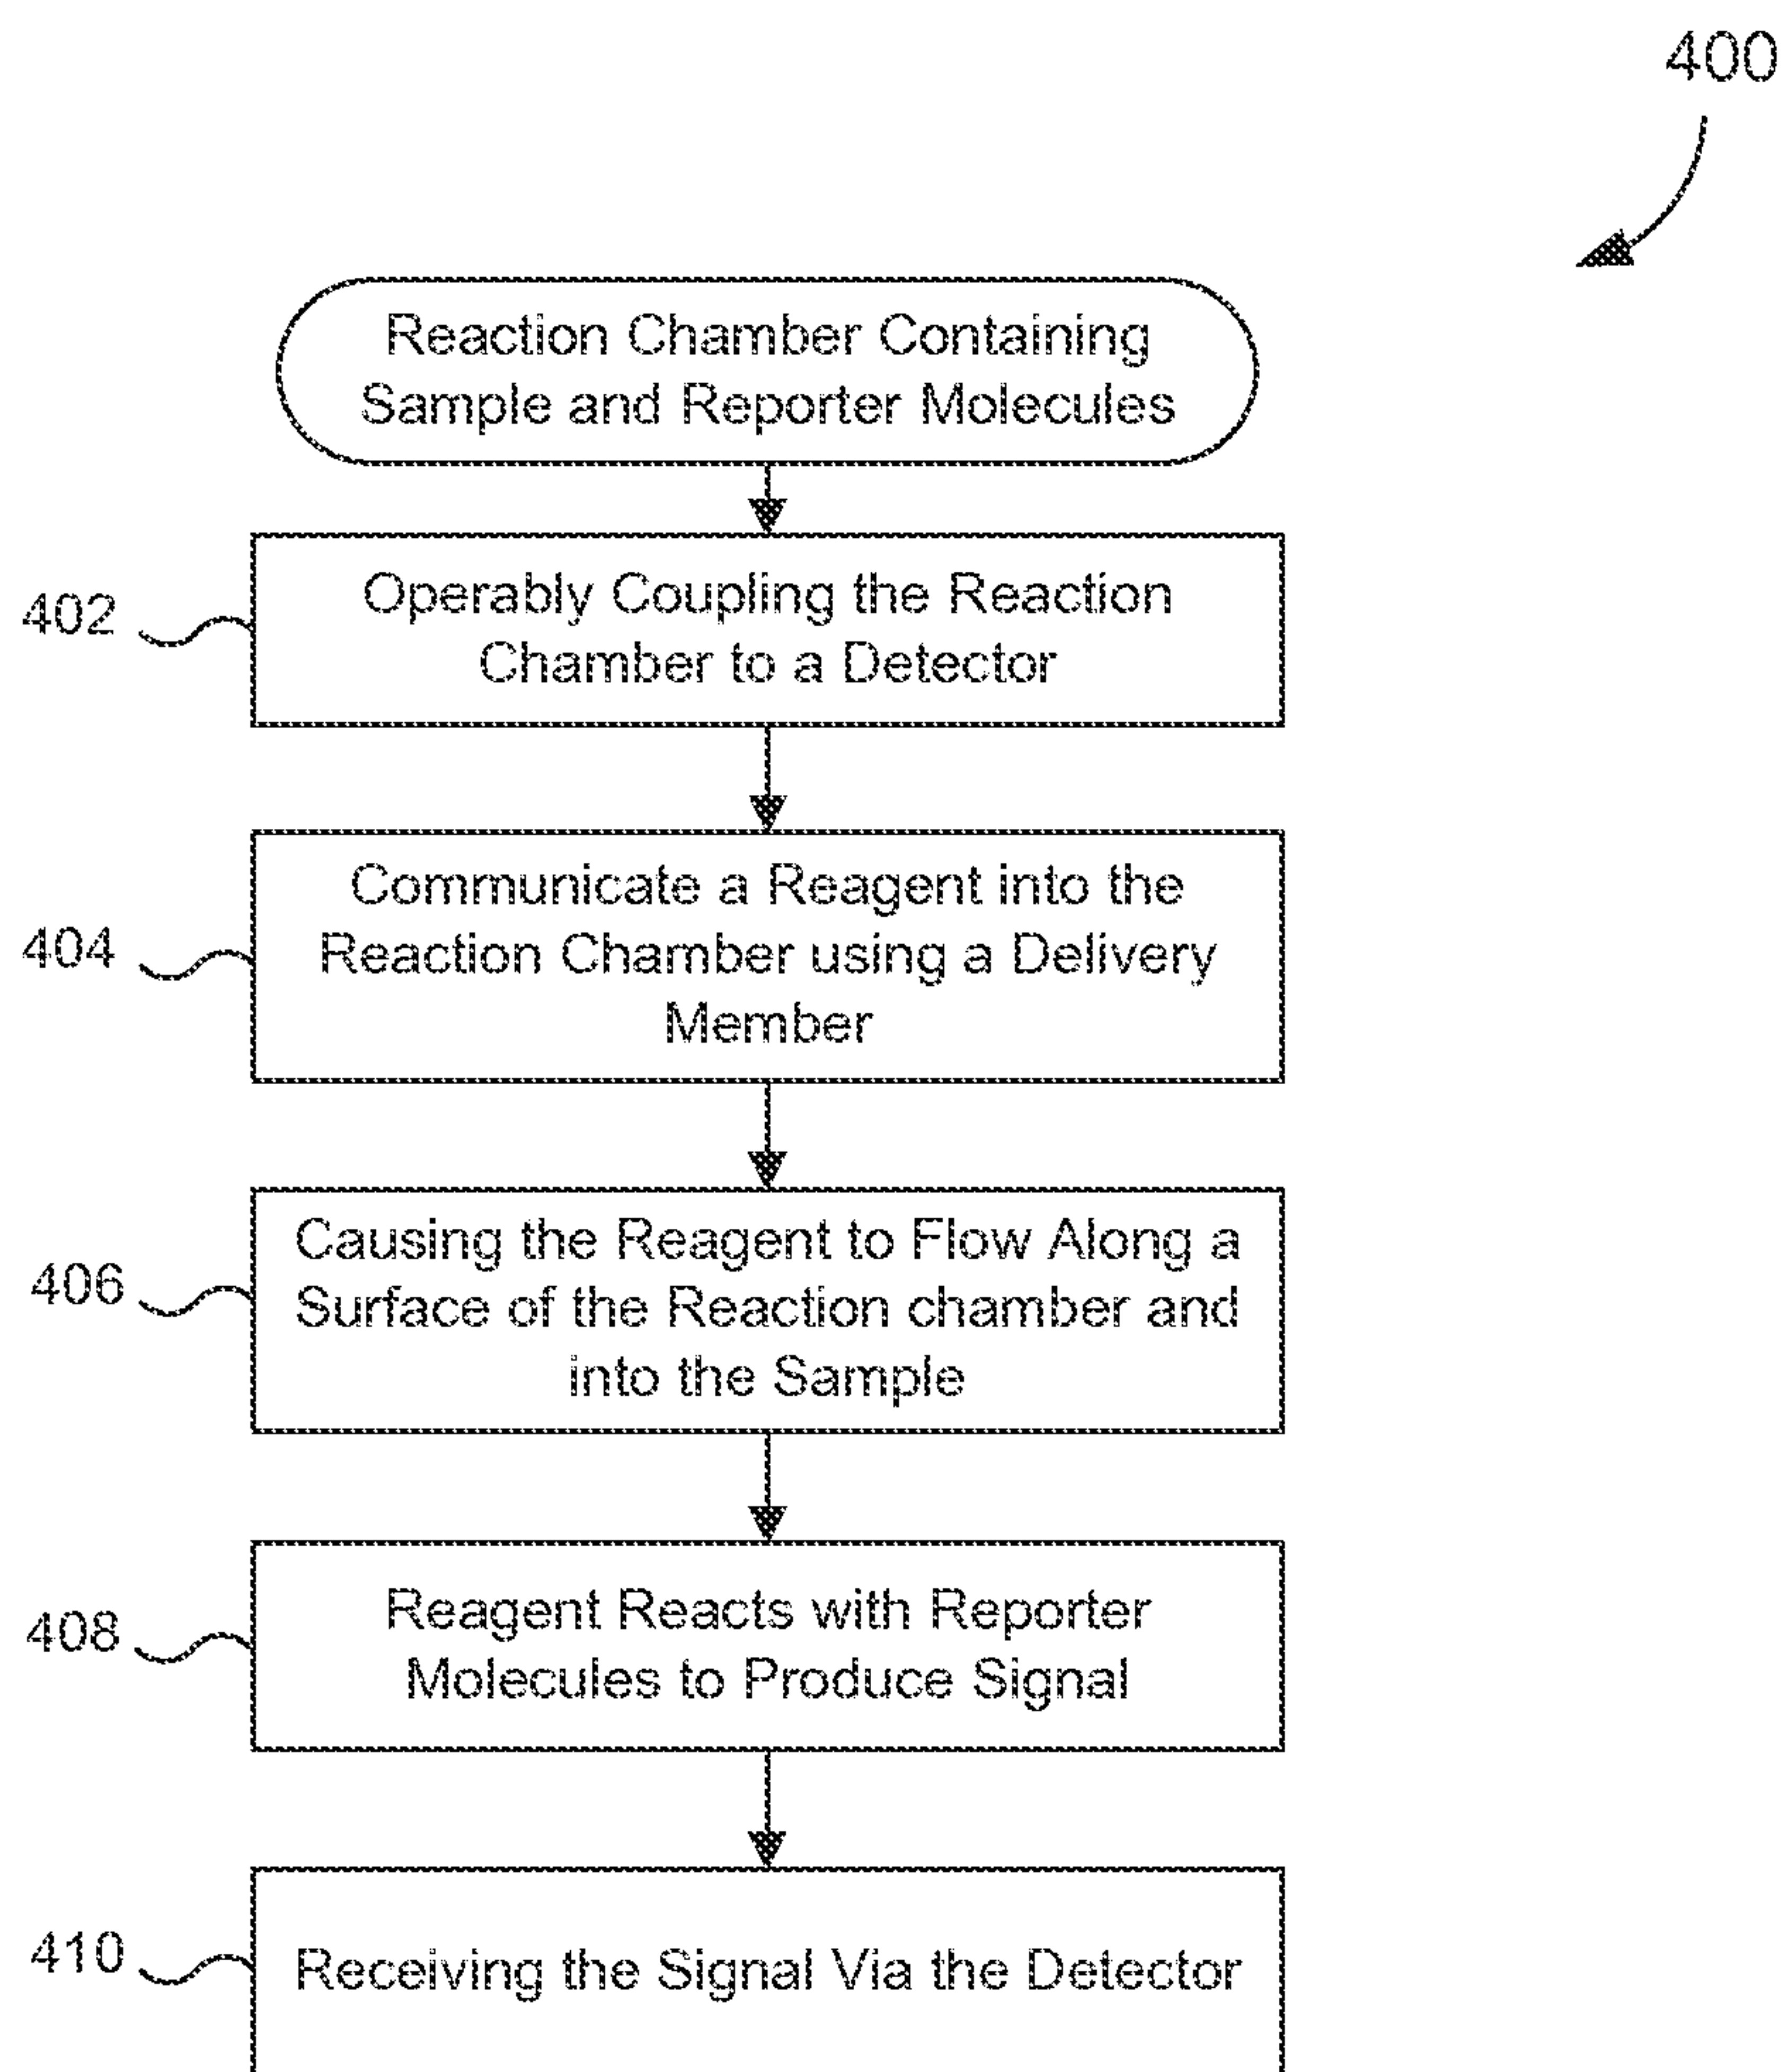 400
Reaction Chamber Containing
Sample and Reporter Molecules
402
Operably Coupling the Reaction
Chamber to a Detector
404
Communicate a Reagent into the
Reaction Chamber using a Delivery
Member
406
Causing the Reagent to Flow Along a
Surface of the Reaction chamber and
into the Sample
408
Reagent Reacts with Reporter
Molecules to Produce Signal
410
Receiving the Signal Via the Detector